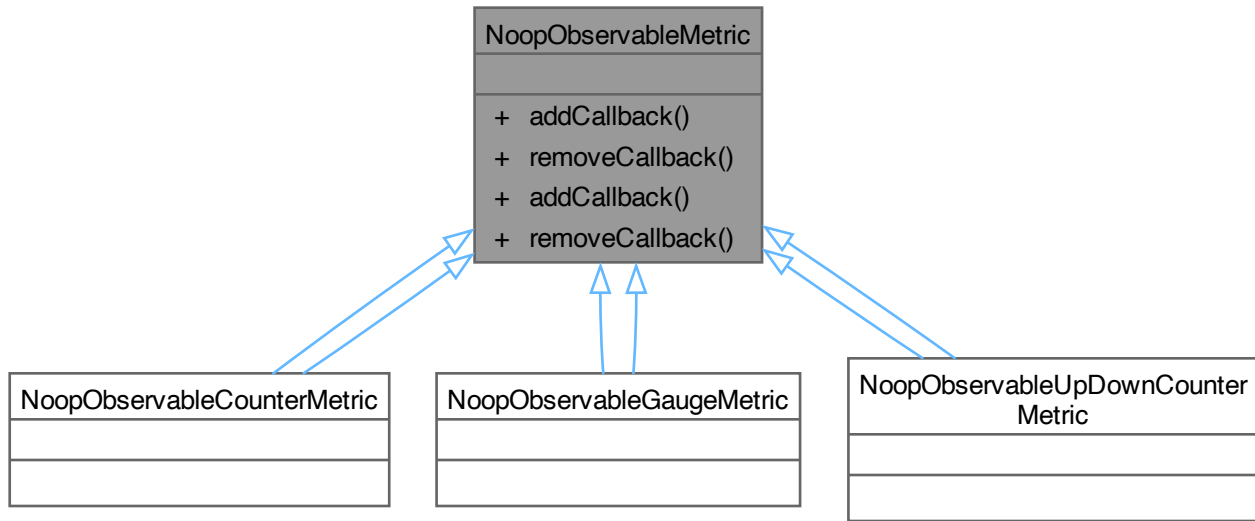 NoopObservableMetric
+ addCallback()
+ removeCallback()
+ addCallback()
+ removeCallback()
NoopObservableCounterMetric
NoopObservableGaugeMetric
NoopObservableUpDownCounter
Metric